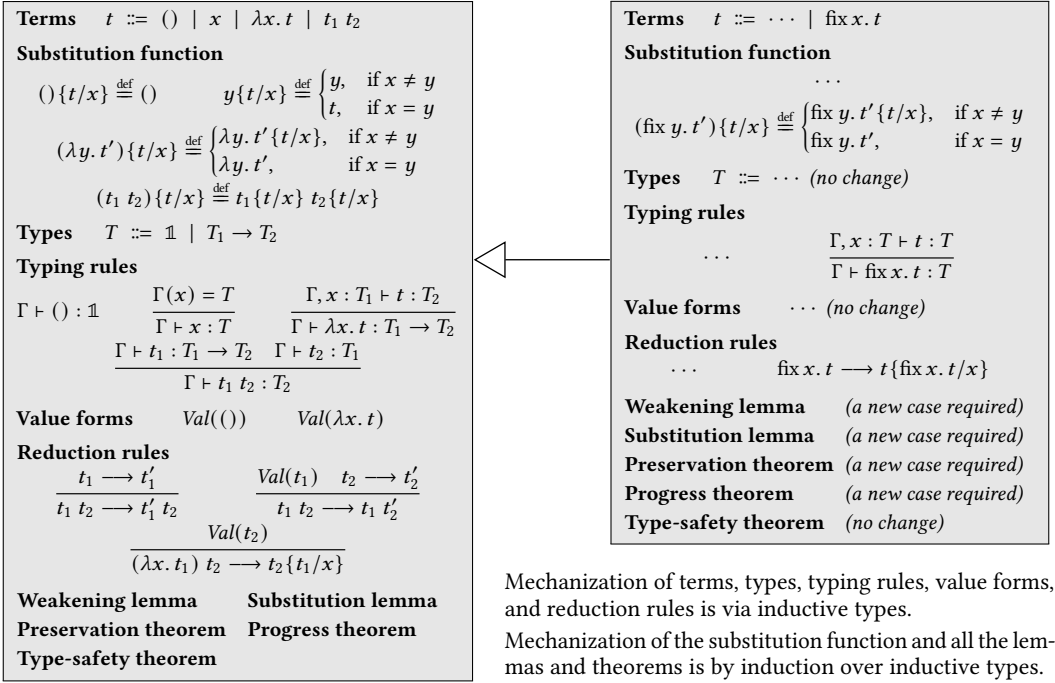 Terms t ::= () | x | λx. t | t₁ t₂
Substitution function
(){t/x} ≝ () y{t/x} ≝ { y, if x ≠ y
t, if x = y
(λy. t′){t/x} ≝ { λy. t′{t/x}, if x ≠ y
λy. t′, if x = y
(t₁ t₂){t/x} ≝ t₁{t/x} t₂{t/x}
Types T ::= 𝟙 | T₁ → T₂
Typing rules
Γ(x) = T Γ, x : T₁ ⊢ t : T₂
Γ ⊢ () : 𝟙
Γ ⊢ x : T Γ ⊢ λx. t : T₁ → T₂
Γ ⊢ t₁ : T₁ → T₂ Γ ⊢ t₂ : T₁
Γ ⊢ t₁ t₂ : T₂
Value forms Val(()) Val(λx. t)
Reduction rules
t₁ ⟶ t₁′ Val(t₁) t₂ ⟶ t₂′
t₁ t₂ ⟶ t₁′ t₂ t₁ t₂ ⟶ t₁ t₂′
Val(t₂)
(λx. t₁) t₂ ⟶ t₂{t₁/x}
Weakening lemma Substitution lemma
Preservation theorem Progress theorem
Type-safety theorem
Terms t ::= ··· | fix x. t
Substitution function
···
(fix y. t′){t/x} ≝ { fix y. t′{t/x}, if x ≠ y
fix y. t′, if x = y
Types T ::= ··· (no change)
Typing rules
Γ, x : T ⊢ t : T
···
Γ ⊢ fix x. t : T
Value forms ··· (no change)
Reduction rules
··· fix x. t ⟶ t{fix x. t/x}
Weakening lemma (a new case required)
Substitution lemma (a new case required)
Preservation theorem (a new case required)
Progress theorem (a new case required)
Type-safety theorem (no change)
Mechanization of terms, types, typing rules, value forms,
and reduction rules is via inductive types.
Mechanization of the substitution function and all the lem-
mas and theorems is by induction over inductive types.